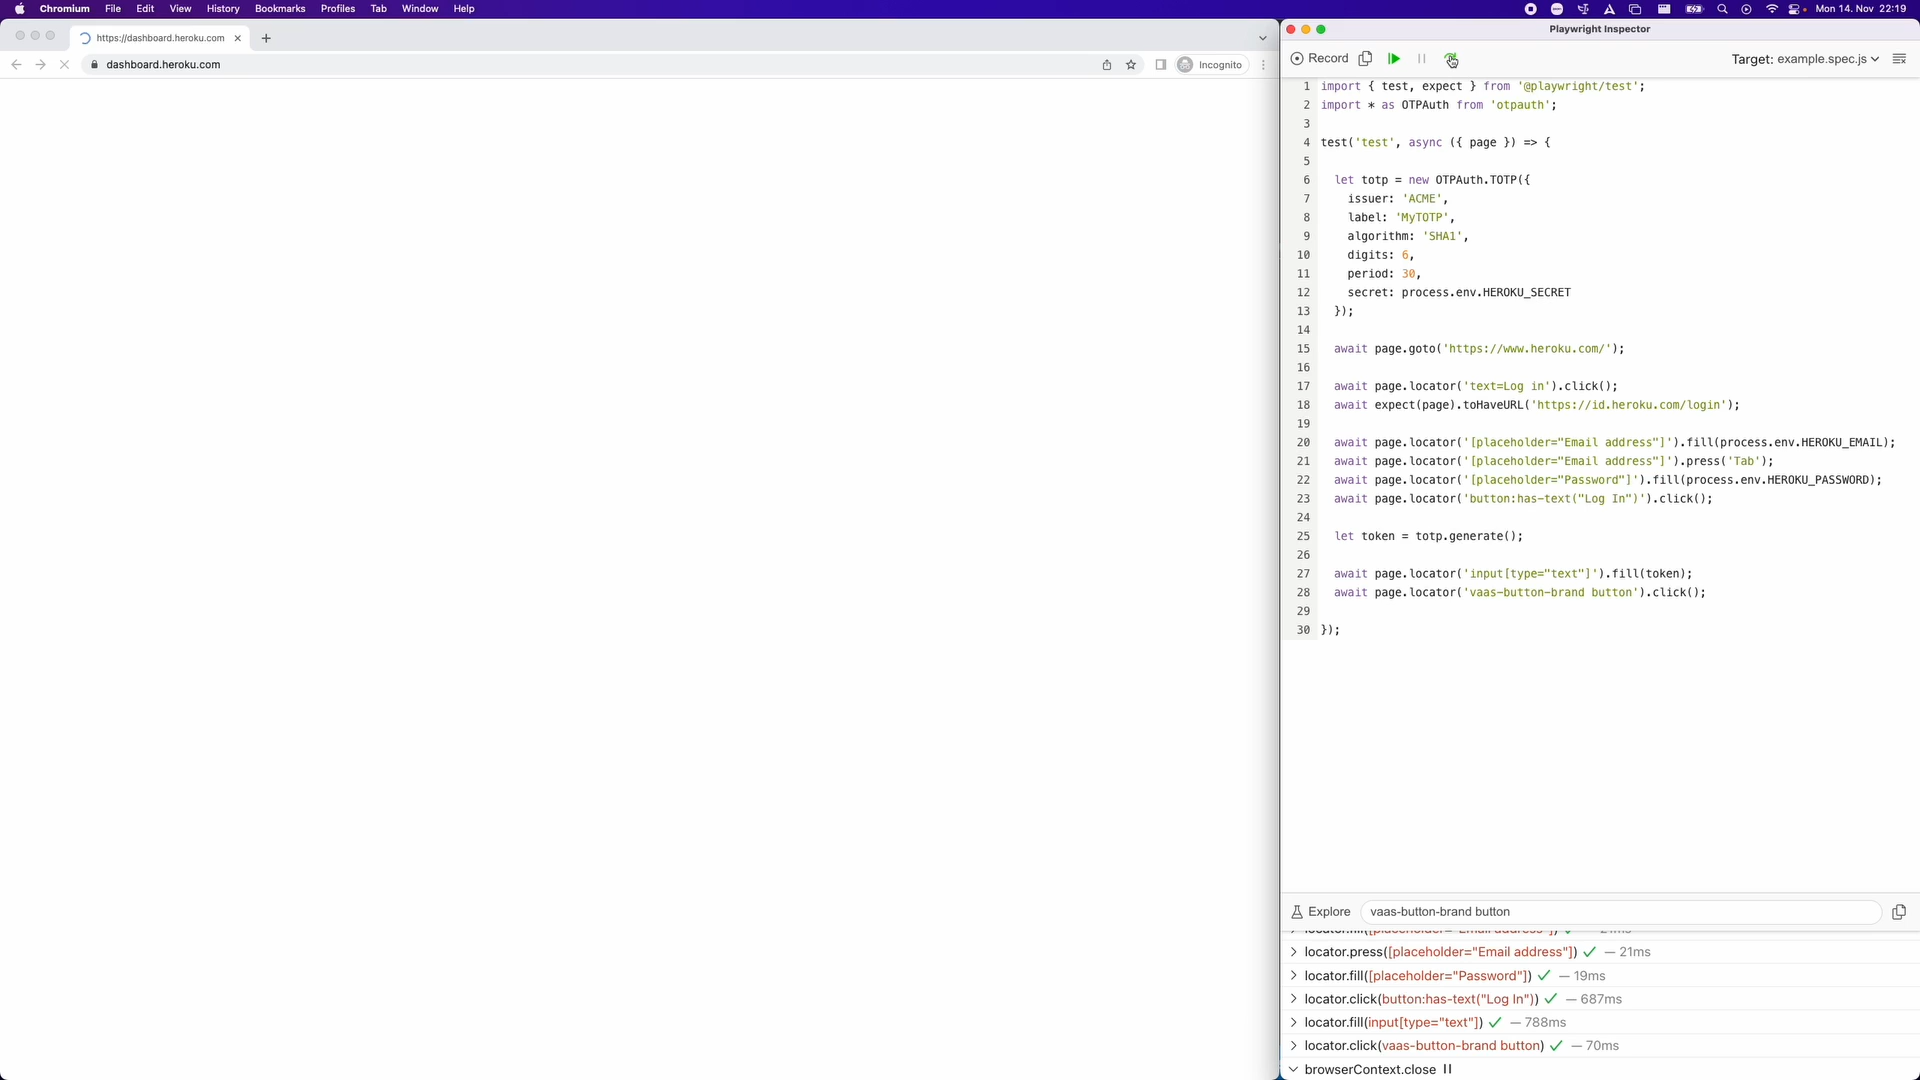 Chromium File Edit View History Bookmarks Profiles Tab Window Help Mon 14. Nov 22:19
https://dashboard.heroku.com
dashboard.heroku.com Incognito
Playwright Inspector
Record Target: example.spec.js
1 import { test, expect } from '@playwright/test';
2 import * as OTPAuth from 'otpauth';
3
4 test('test', async ({ page }) => {
5
6 let totp = new OTPAuth.TOTP({
7 issuer: 'ACME',
8 label: 'MyTOTP',
9 algorithm: 'SHA1',
10 digits: 6,
11 period: 30,
12 secret: process.env.HEROKU_SECRET
13 });
14
15 await page.goto('https://www.heroku.com/');
16
17 await page.locator('text=Log in').click();
18 await expect(page).toHaveURL('https://id.heroku.com/login');
19
20 await page.locator('[placeholder="Email address"]').fill(process.env.HEROKU_EMAIL);
21 await page.locator('[placeholder="Email address"]').press('Tab');
22 await page.locator('[placeholder="Password"]').fill(process.env.HEROKU_PASSWORD);
23 await page.locator('button:has-text("Log In")').click();
24
25 let token = totp.generate();
26
27 await page.locator('input[type="text"]').fill(token);
28 await page.locator('vaas-button-brand button').click();
29
30 });
Explore vaas-button-brand button
locator.fill([placeholder="Email address"]) ✓ — 21ms
locator.press([placeholder="Email address"]) ✓ — 21ms
locator.fill([placeholder="Password"]) ✓ — 19ms
locator.click(button:has-text("Log In")) ✓ — 687ms
locator.fill(input[type="text"]) ✓ — 788ms
locator.click(vaas-button-brand button) ✓ — 70ms
browserContext.close